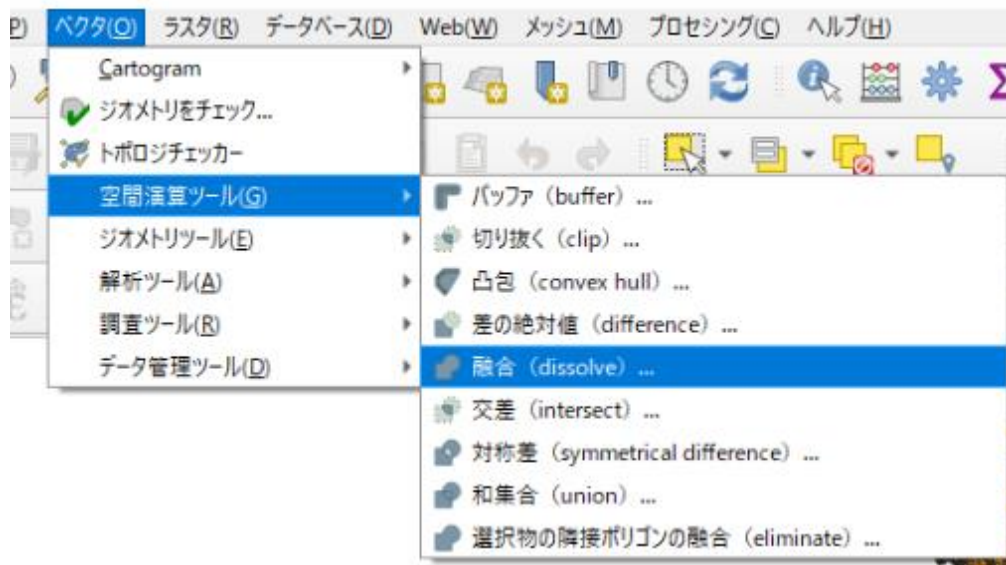 P) ベクタ(O) ラスタ(R) データベース(D) Web(W) メッシュ(M) プロセシング(C) ヘルプ(H)
Cartogram
ジオメトリをチェック...
トポロジチェッカー
空間演算ツール(G)
ジオメトリツール(E)
解析ツール(A)
調査ツール(R)
データ管理ツール(D)
バッファ（buffer）...
切り抜く（clip）...
凸包（convex hull）...
差の絶対値（difference）...
融合（dissolve）...
交差（intersect）...
対称差（symmetrical difference）...
和集合（union）...
選択物の隣接ポリゴンの融合（eliminate）...